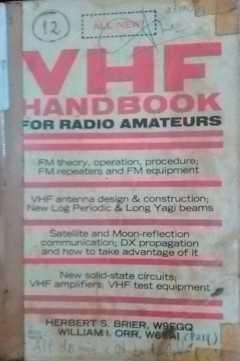 12
ALL NEW!
VHF
HANDBOOK
FOR RADIO AMATEURS
FM theory, operation, procedure;
FM repeaters and FM equipment
VHF antenna design & construction;
New Log Periodic & Long Yagi beams
Satellite and Moon-reflection
communication; DX propagation
and how to take advantage of it
New solid-state circuits;
VHF amplifiers; VHF test equipment
HERBERT S. BRIER, W9EGQ
WILLIAM I. ORR, W6SAI